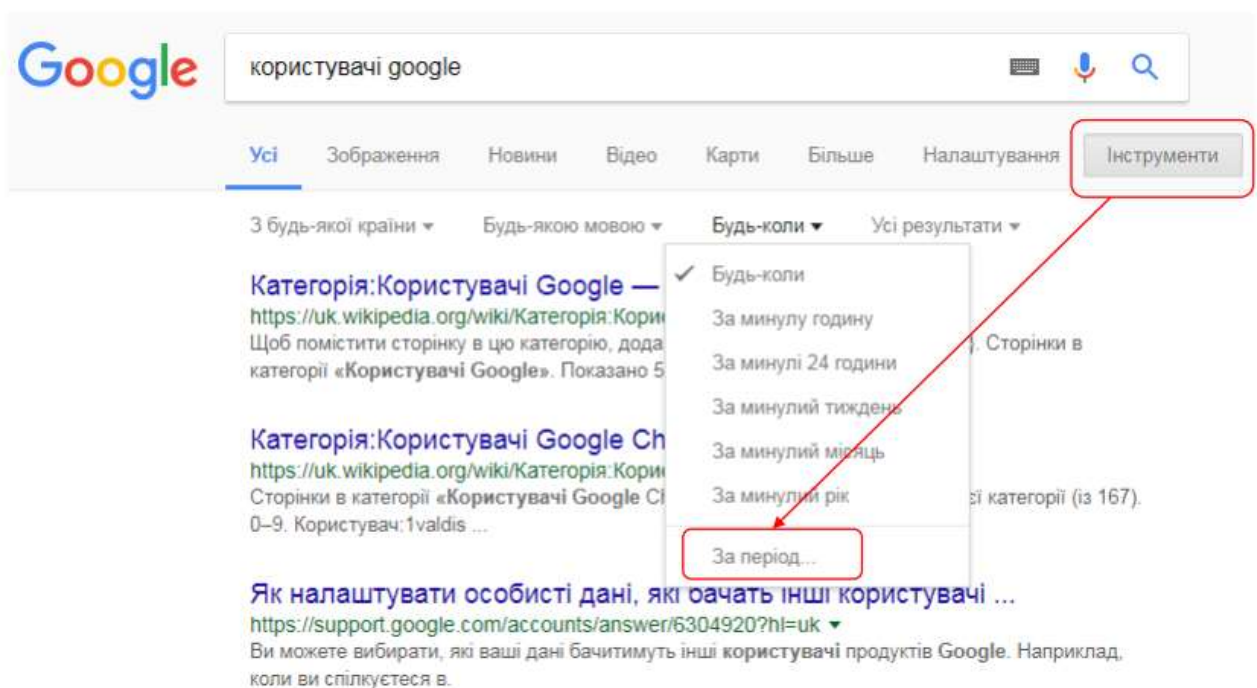 Google
користувачі google
Усі Зображення Новини Відео Карти Більше Налаштування Інструменти
З будь-якої країни Будь-якою мовою Будь-коли Усі результати
Будь-коли
За минулу годину
За минулі 24 години
За минулий тиждень
За минулий місяць
За минулий рік
За період...
Категорія:Користувачі Google —
https://uk.wikipedia.org/wiki/Категорія:Кори
Щоб помістити сторінку в цю категорію, дода ). Сторінки в
категорії «Користувачі Google». Показано 5
Категорія:Користувачі Google Ch
https://uk.wikipedia.org/wiki/Категорія:Кори
Сторінки в категорії «Користувачі Google Ch єї категорії (із 167).
0–9. Користувач:1valdis ...
Як налаштувати особисті дані, які бачать інші користувачі ...
https://support.google.com/accounts/answer/6304920?hl=uk
Ви можете вибирати, які ваші дані бачитимуть інші користувачі продуктів Google. Наприклад,
коли ви спілкуєтеся в.